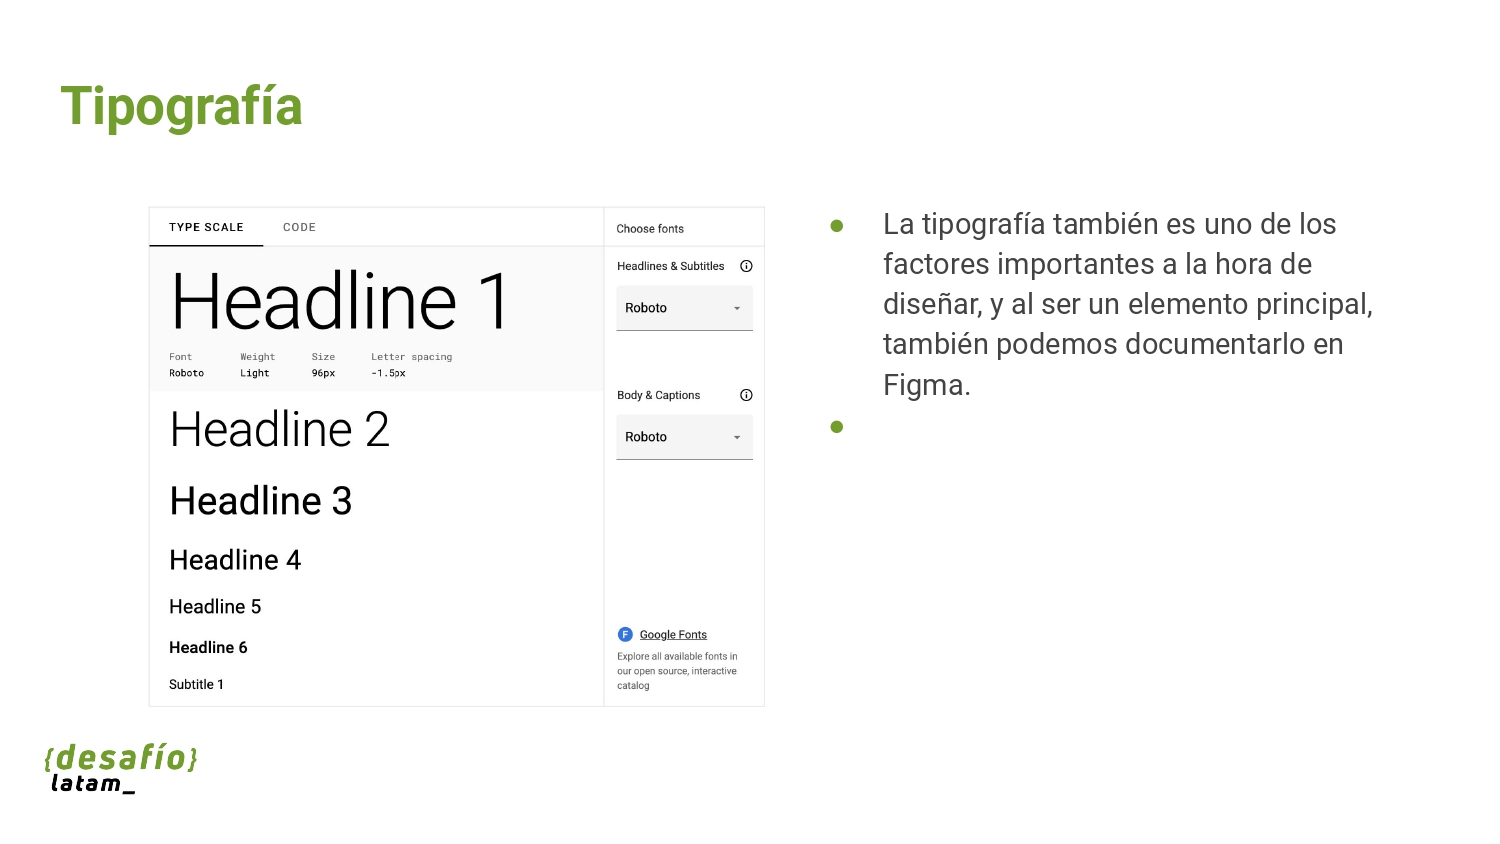 Tipografía
TYPE SCALE
CODE
Choose fonts
Headline 1
Font Weight Size Letter spacing
Roboto Light 96px -1.5px
Headline 2
Headline 3
Headline 4
Headline 5
Headline 6
Subtitle 1
Headlines & Subtitles
Roboto
Body & Captions
Roboto
F Google Fonts
Explore all available fonts in
our open source, interactive
catalog
La tipografía también es uno de los
factores importantes a la hora de
diseñar, y al ser un elemento principal,
también podemos documentarlo en
Figma.
{desafío}
latam_